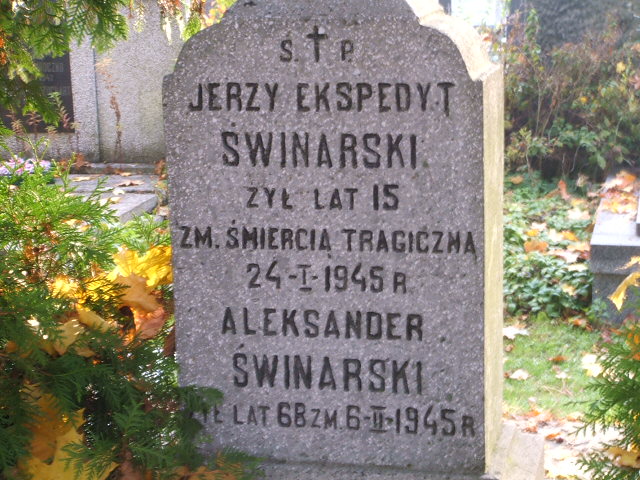 Ś. † P.
JERZY EKSPEDYT
ŚWINARSKI
ŻYŁ LAT 15
ZM. ŚMIERCIĄ TRAGICZNĄ
24-I-1945 R.
ALEKSANDER
ŚWINARSKI
ŻYŁ LAT 68 ZM. 6-II-1945 R.